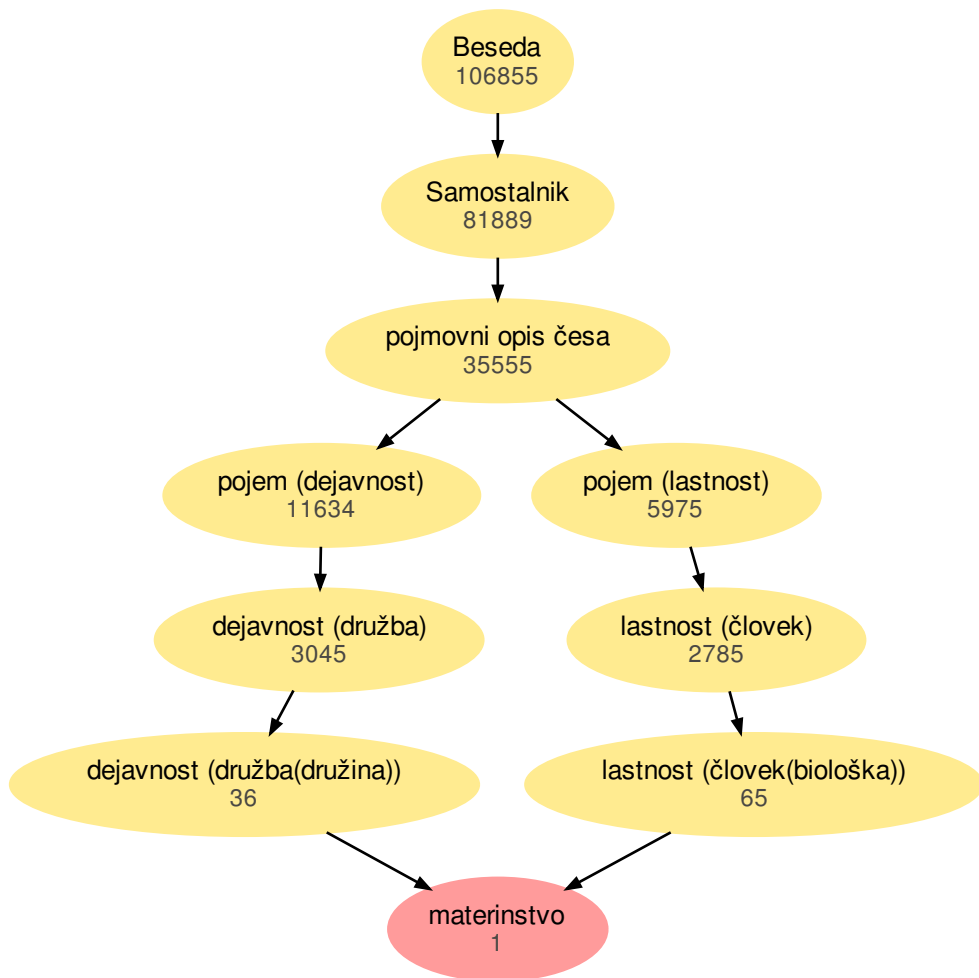 Beseda
106855
Samostalnik
81889
pojmovni opis česa
35555
pojem (dejavnost)
11634
pojem (lastnost)
5975
dejavnost (družba)
3045
lastnost (človek)
2785
dejavnost (družba(družina))
36
lastnost (človek(biološka))
65
materinstvo
1